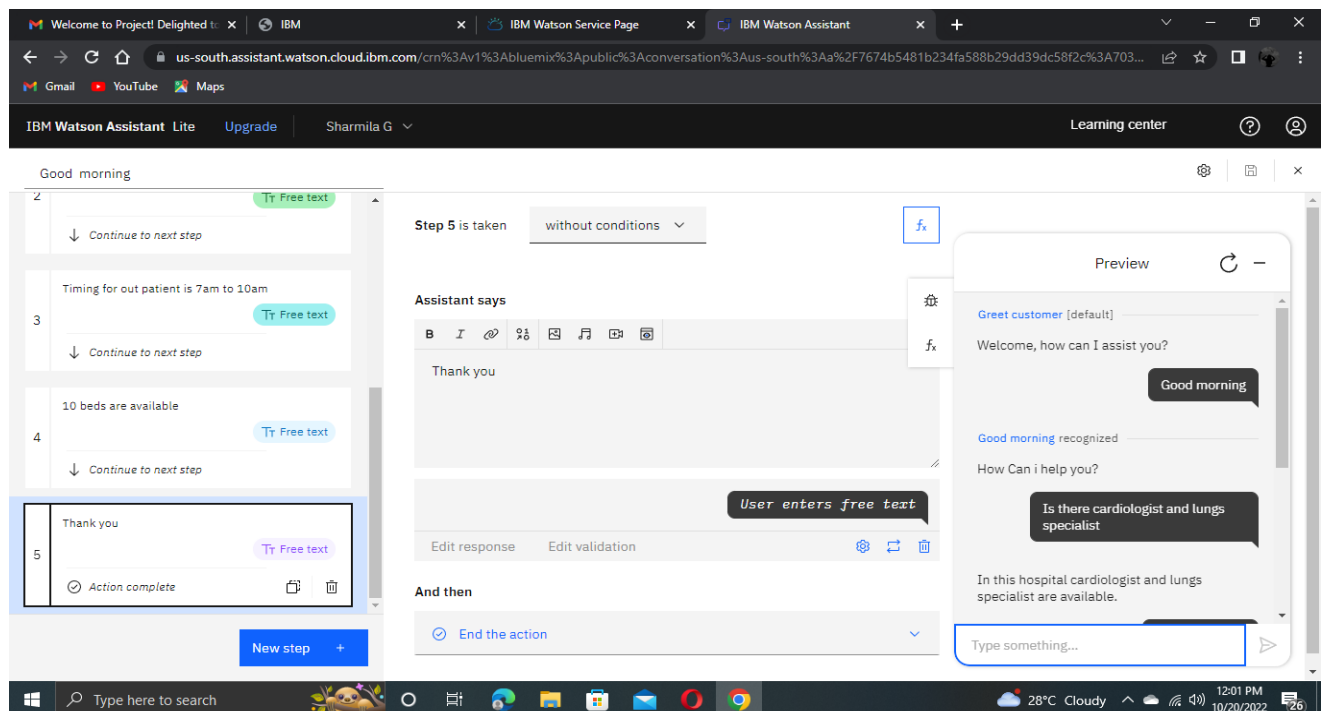 Welcome to Project! Delighted to
IBM
IBM Watson Service Page
IBM Watson Assistant
us-south.assistant.watson.cloud.ibm.com/crn%3Av1%3Abluemix%3Apublic%3Aconversation%3Aus-south%3Aa%2F7674b5481b234fa588b29dd39dc58f2c%3A703...
Gmail
YouTube
Maps
IBM Watson Assistant Lite
Upgrade
Sharmila G
Learning center
Good morning
2
Free text
Continue to next step
3
Timing for out patient is 7am to 10am
Free text
Continue to next step
4
10 beds are available
Free text
Continue to next step
5
Thank you
Free text
Action complete
New step +
Step 5 is taken
without conditions
fx
Assistant says
B I
Thank you
fx
User enters free text
Edit response
Edit validation
And then
End the action
Preview
Greet customer [default]
Welcome, how can I assist you?
Good morning
Good morning recognized
How Can i help you?
Is there cardiologist and lungs
specialist
In this hospital cardiologist and lungs
specialist are available.
Type something...
Type here to search
28°C Cloudy
12:01 PM
10/20/2022
26